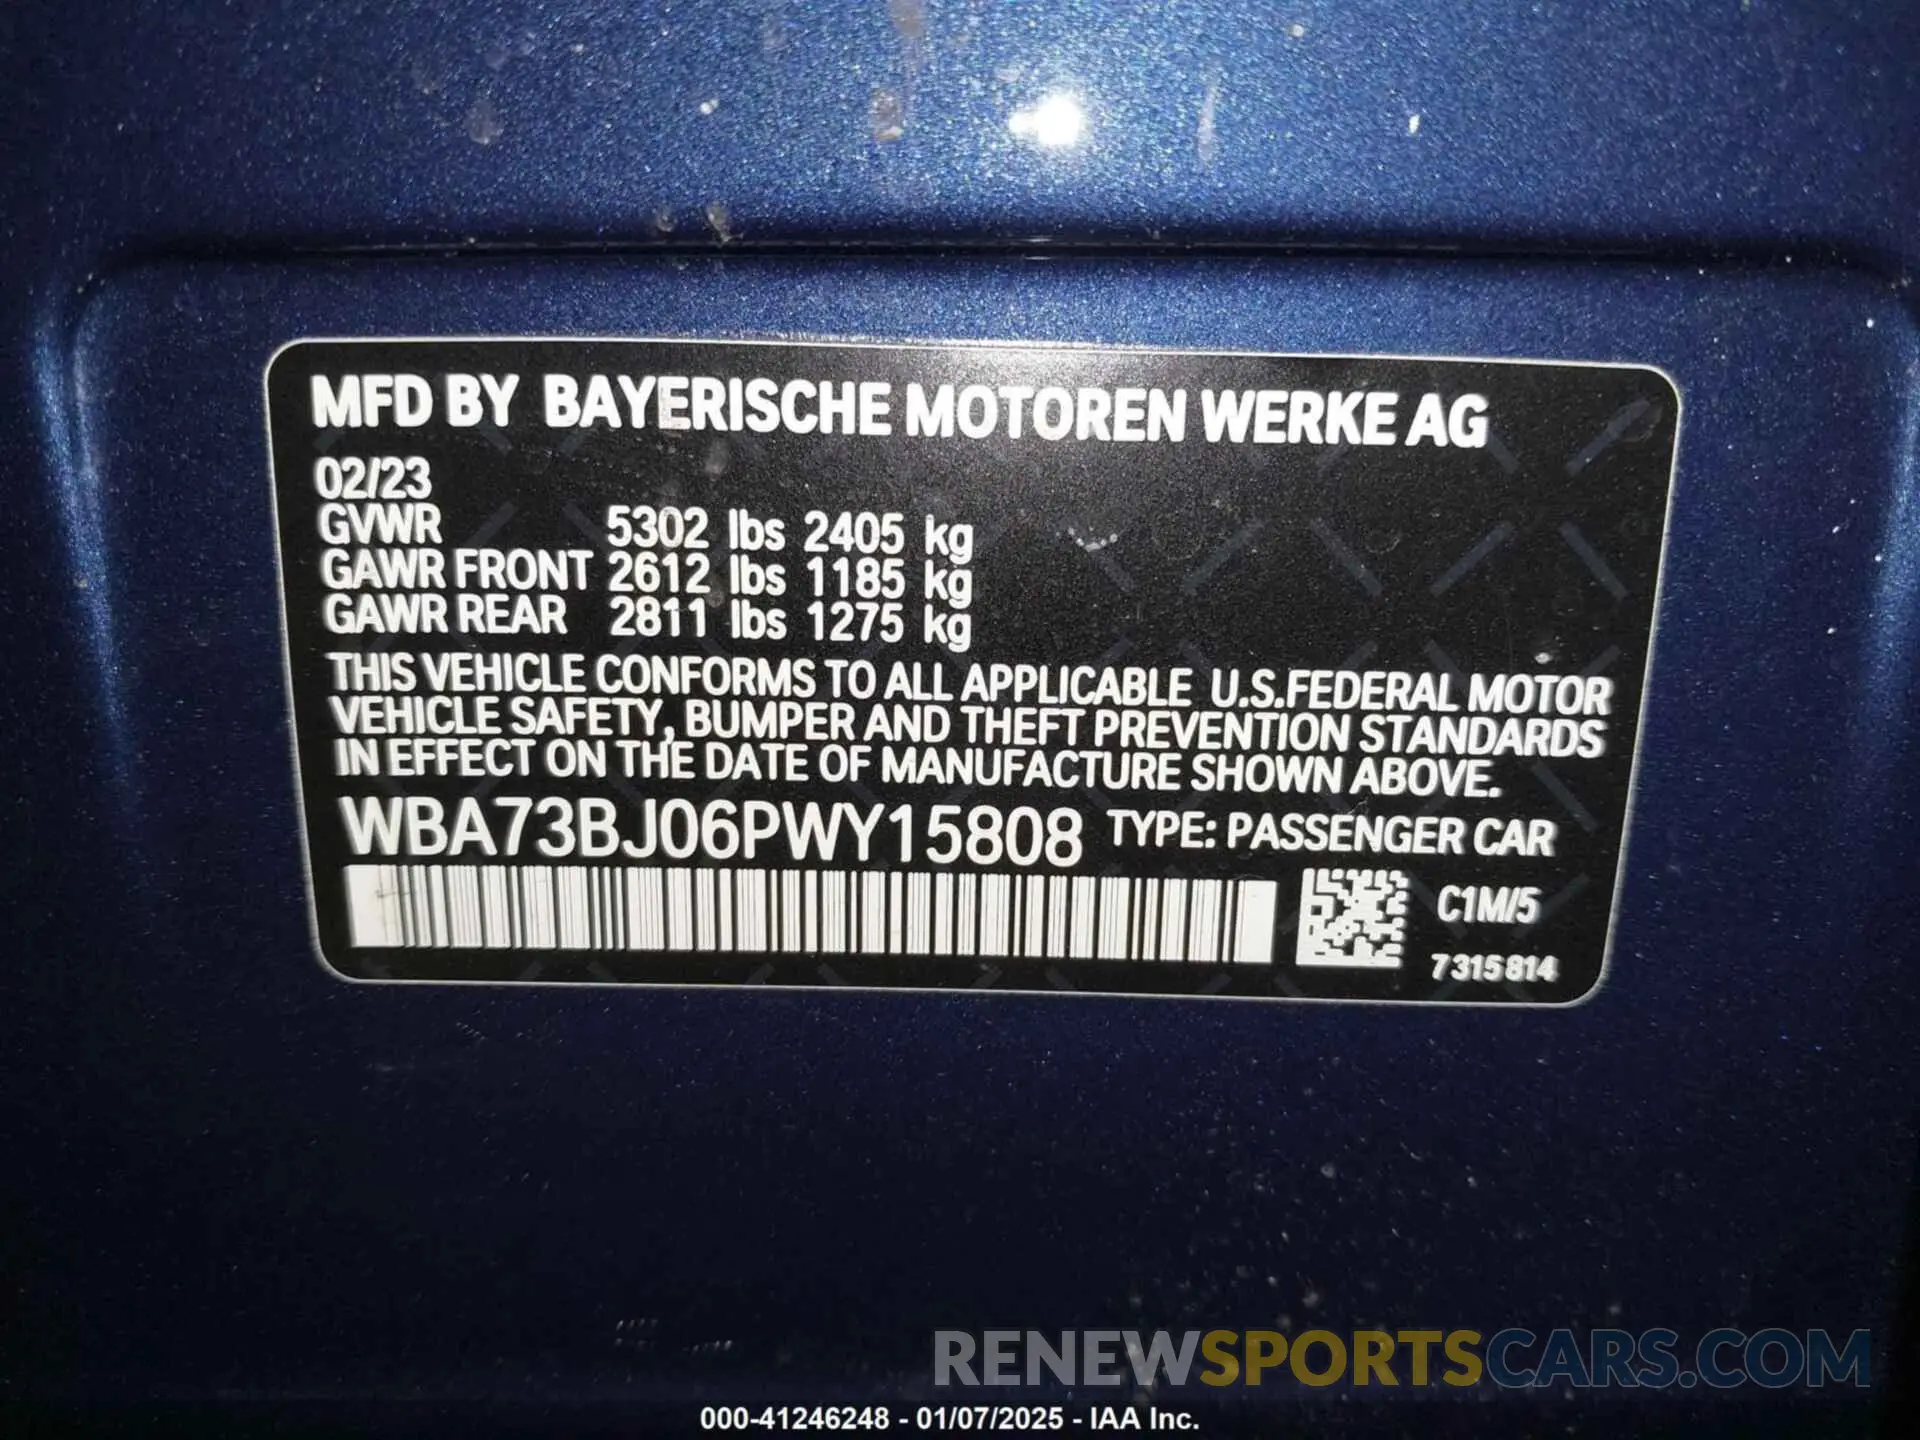 MFD BY BAYERISCHE MOTOREN WERKE AG
02/23
GVWR 5302 lbs 2405 kg
GAWR FRONT 2612 lbs 1185 kg
GAWR REAR 2811 lbs 1275 kg
THIS VEHICLE CONFORMS TO ALL APPLICABLE U.S.FEDERAL MOTOR
VEHICLE SAFETY, BUMPER AND THEFT PREVENTION STANDARDS
IN EFFECT ON THE DATE OF MANUFACTURE SHOWN ABOVE.
WBA73BJ06PWY15808 TYPE: PASSENGER CAR
C1M/5
7315814
RENEWSPORTSCARS.COM
000-41246248 - 01/07/2025 - IAA Inc.